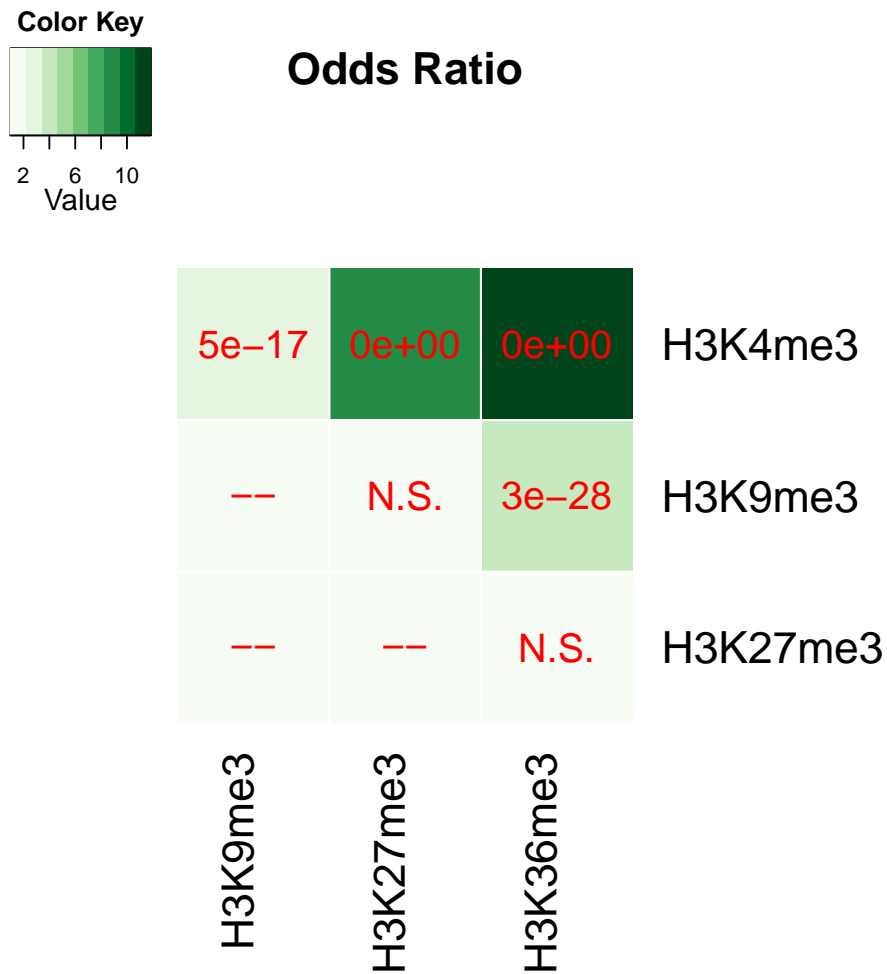 Color Key
Odds Ratio
2 6 10
Value
5e−17 0e+00 0e+00 H3K4me3
−− N.S. 3e−28 H3K9me3
−− −− N.S. H3K27me3
H3K9me3
H3K27me3
H3K36me3